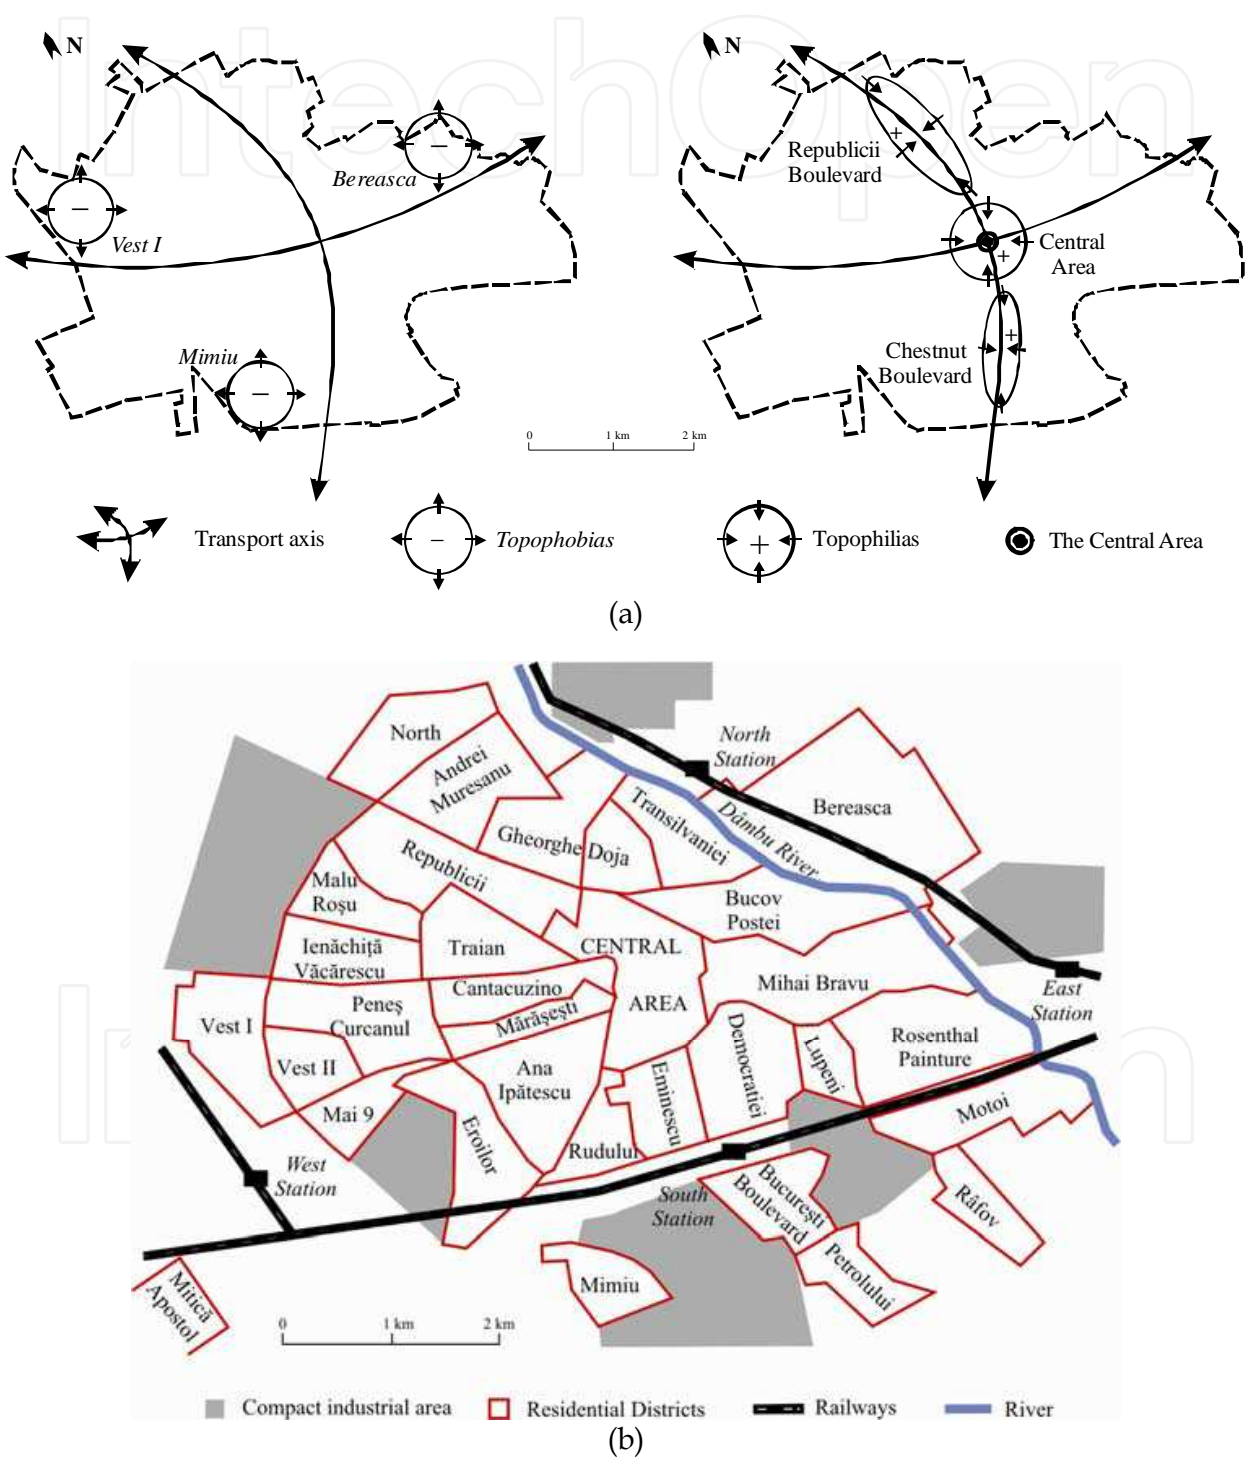 IntechOpen
N
N
Bereasca
Vest I
Mimiu
Republicii
Boulevard
Central
Area
Chestnut
Boulevard
0 1 km 2 km
Transport axis
Topophobias
Topophilias
The Central Area
(a)
North
Andrei
Muresanu
North
Station
Bereasca
Gheorghe Doja
Transilvaniei
Dâmbu River
Republicii
Malu
Roşu
Bucov
Postei
Ienăchiţă
Văcărescu
Traian
CENTRAL
AREA
Cantacuzino
Mihai Bravu
East
Station
Vest I
Peneş
Curcanul
Mărăşeşti
Democratiei
Lupeni
Rosenthal
Painture
Vest II
Ana
Ipătescu
Eminescu
Mai 9
Eroilor
Rudului
Motoi
West
Station
South
Station
Bucureşti
Boulevard
Râfov
Petrolului
Mimiu
Mitică
Apostol
0 1 km 2 km
Compact industrial area
Residential Districts
Railways
River
(b)